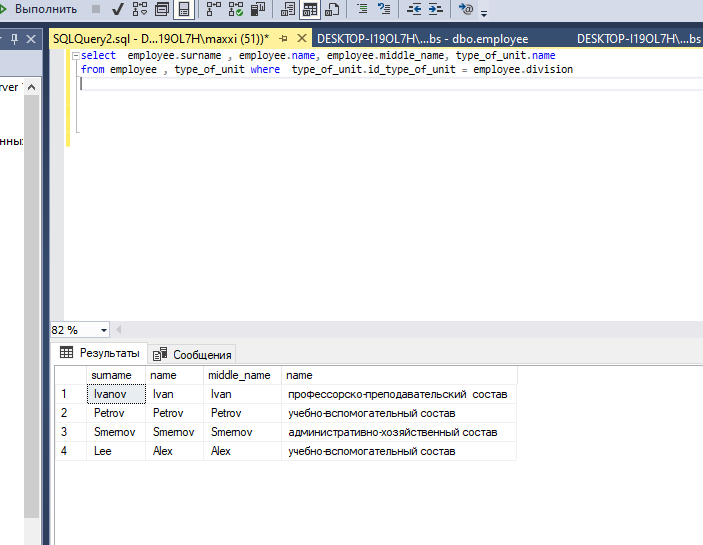 Выполнить
SQLQuery2.sql - D...19OL7H\maxxi (51))* DESKTOP-I19OL7H\...bs - dbo.employee DESKTOP-I19OL7H\...bs
select employee.surname , employee.name, employee.middle_name, type_of_unit.name
from employee , type_of_unit where type_of_unit.id_type_of_unit = employee.division
82 %
Результаты Сообщения
surname name middle_name name
1 Ivanov Ivan Ivan профессорско-преподавательский состав
2 Petrov Petrov Petrov учебно-вспомогательный состав
3 Smernov Smernov Smernov административно-хозяйственный состав
4 Lee Alex Alex учебно-вспомогательный состав